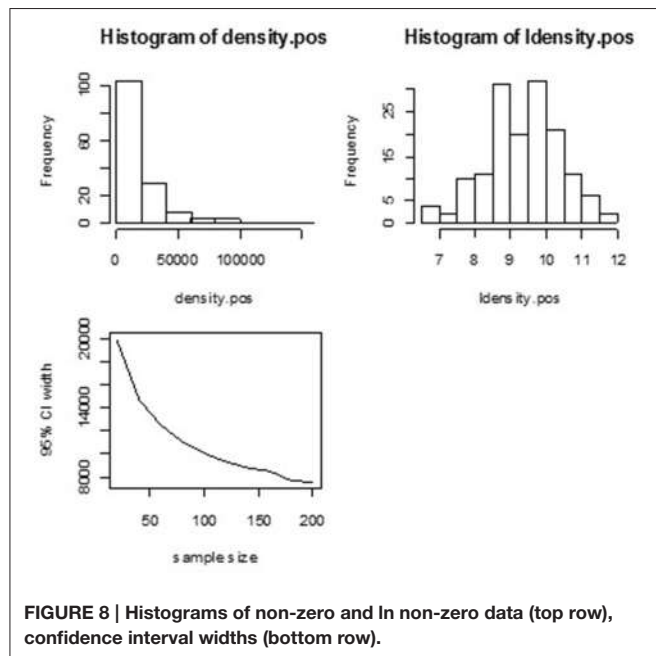 Histogram of density.pos
Frequency
100
60
20
0
0 50000 100000
density.pos
Histogram of ldensity.pos
Frequency
25
15
5
0
7 8 9 10 11 12
ldensity.pos
95% CI width
20000
14000
8000
50 100 150 200
sample size
FIGURE 8 | Histograms of non-zero and ln non-zero data (top row),
confidence interval widths (bottom row).